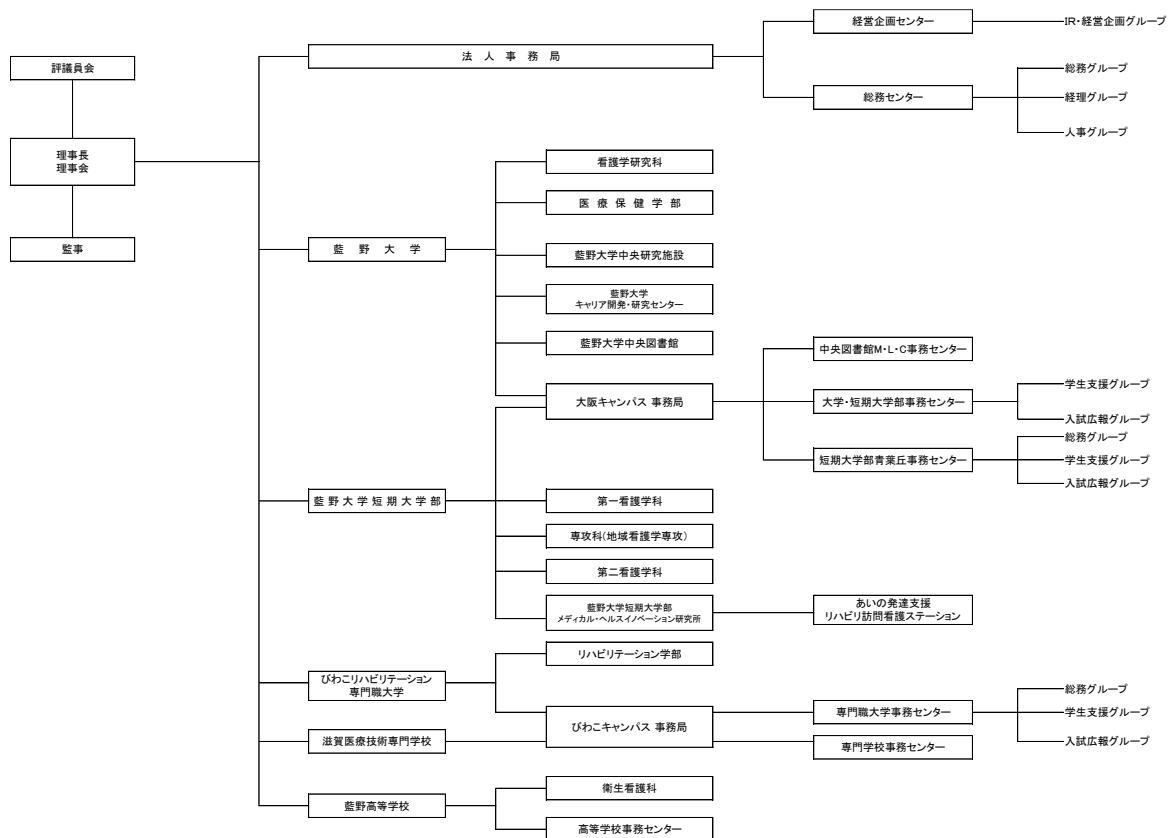 経営企画センター
IR・経営企画グループ
法 人 事 務 局
評議員会
総務グループ
総務センター
経理グループ
人事グループ
理事長
理事会
看護学研究科
医 療 保 健 学 部
監事
藍 野 大 学
藍野大学中央研究施設
藍野大学
キャリア開発・研究センター
藍野大学中央図書館
中央図書館M・L・C事務センター
学生支援グループ
大阪キャンパス 事務局
大学・短期大学部事務センター
入試広報グループ
総務グループ
短期大学部青葉丘事務センター
学生支援グループ
入試広報グループ
藍 野 大 学 短 期 大 学 部
第一看護学科
専攻科(地域看護学専攻)
第二看護学科
藍野大学短期大学部
メディカル・ヘルスイノベーション研究所
あいの発達支援
リハビリ訪問看護ステーション
リハビリテーション学部
びわこリハビリテーション
専門職大学
総務グループ
専門職大学事務センター
学生支援グループ
びわこキャンパス 事務局
滋賀医療技術専門学校
入試広報グループ
専門学校事務センター
衛生看護科
藍野高等学校
高等学校事務センター